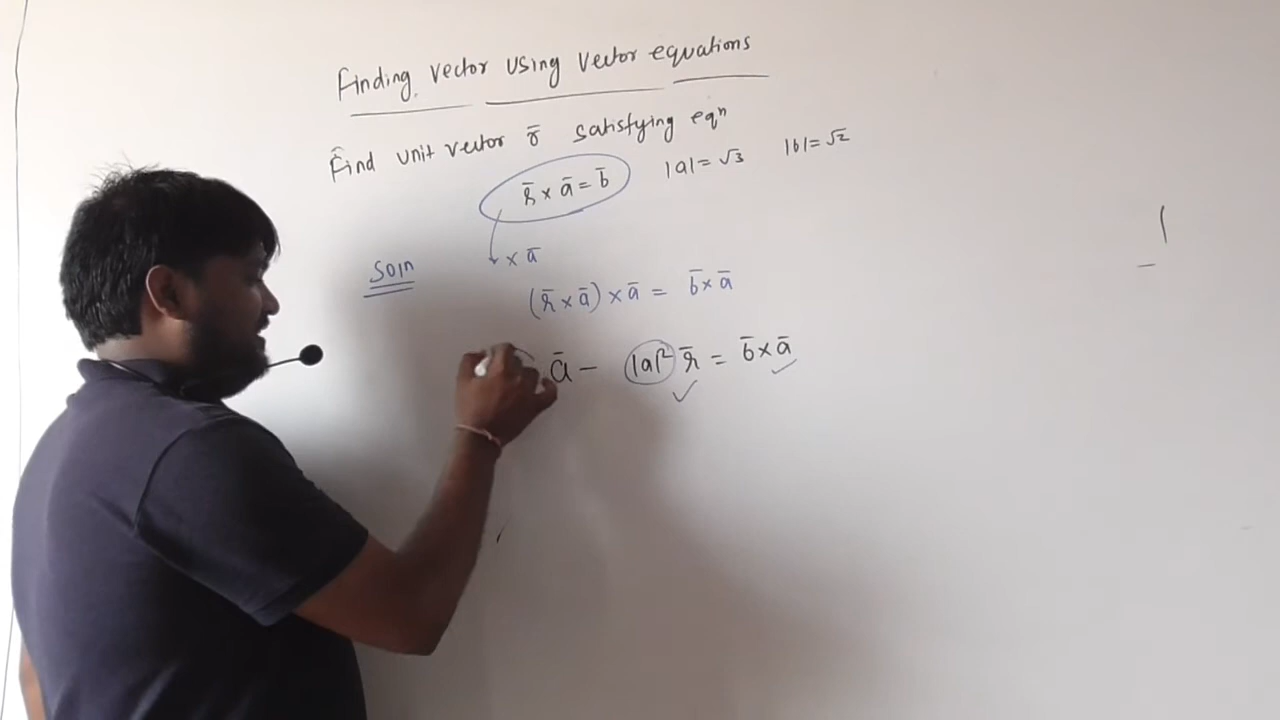 Finding vector using vector equations
Find unit vector r̄ satisfying eqⁿ
r̄ × ā = b̄ |a| = √3 |b| = √2
Soln
× ā
(r̄ × ā) × ā = b̄ × ā
ā − |a|² r̄ = b̄ × ā